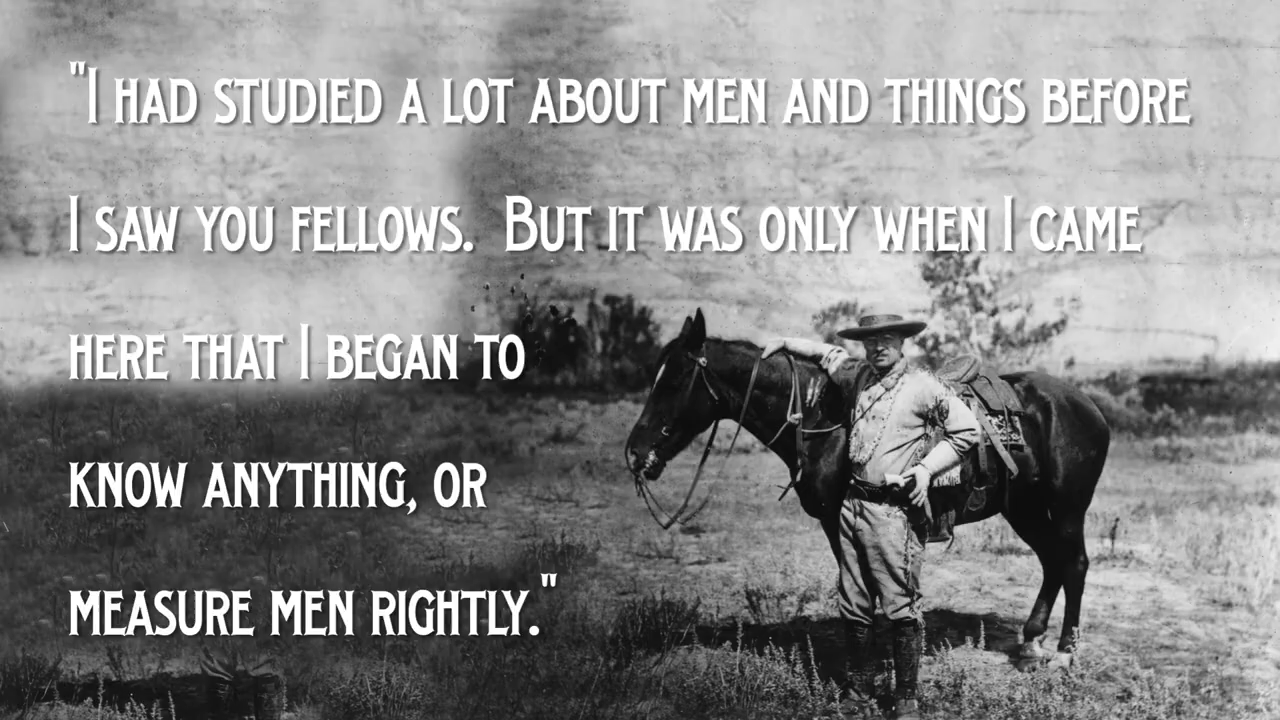 "I had studied a lot about men and things before
I saw you fellows. But it was only when I came
here that I began to
know anything, or
measure men rightly."